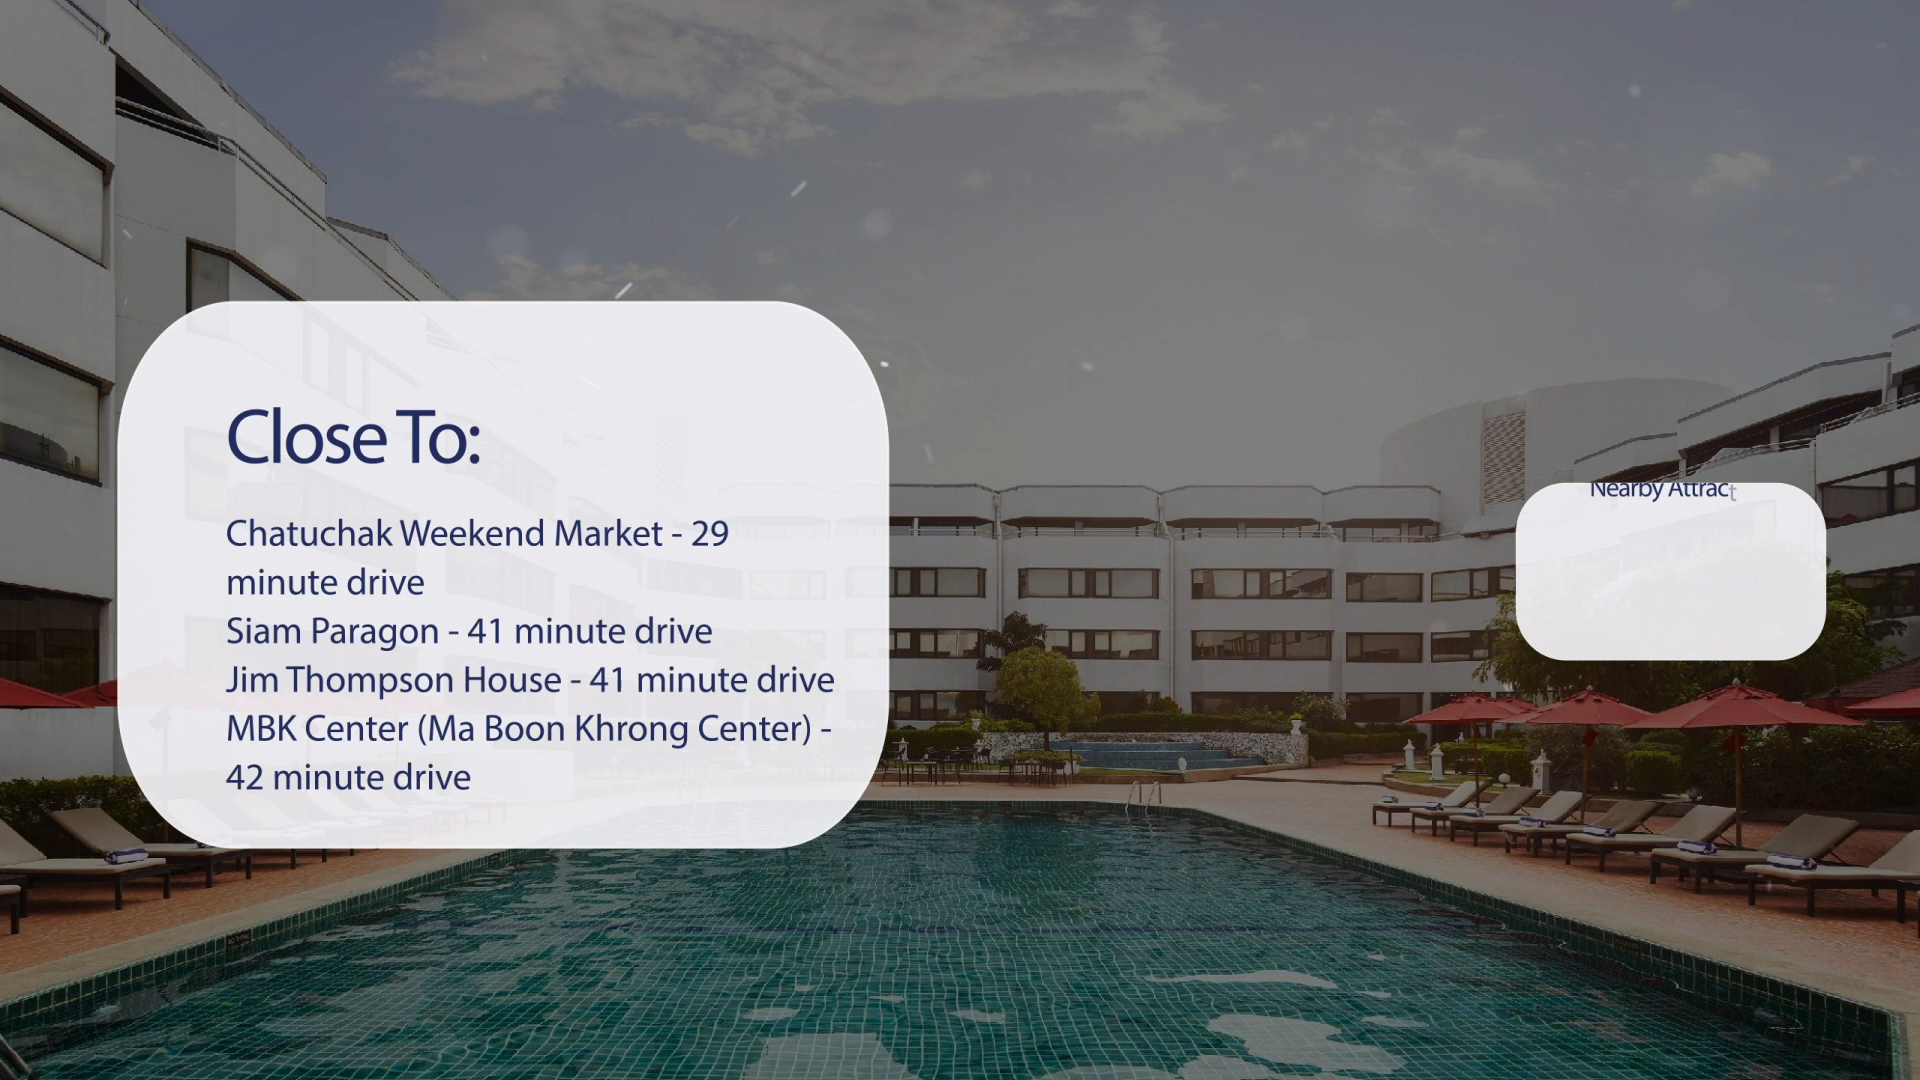 Close To:
Chatuchak Weekend Market - 29
minute drive
Siam Paragon - 41 minute drive
Jim Thompson House - 41 minute drive
MBK Center (Ma Boon Khrong Center) -
42 minute drive
Nearby Attract